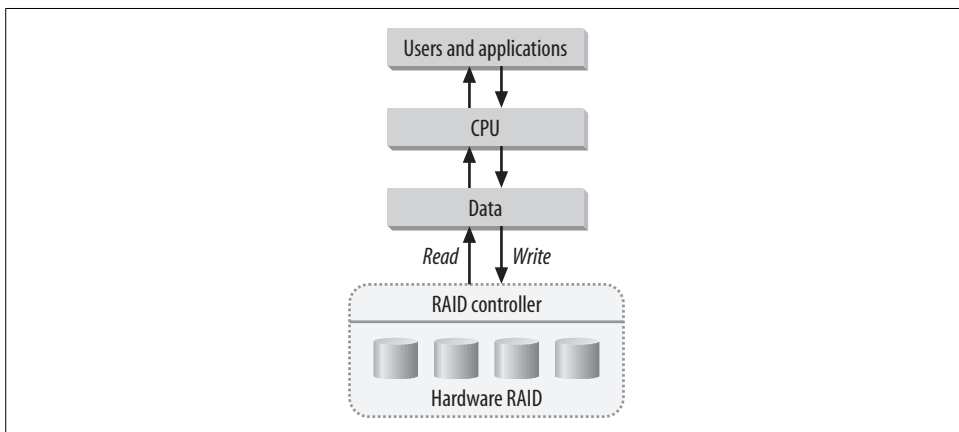 Users and applications
CPU
Data
Read
Write
RAID controller
Hardware RAID